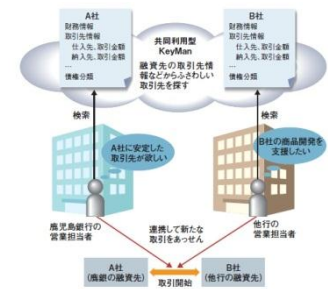 A社
財務情報
取引先情報
仕入先、取引金額
納入先、取引金額
…
債権分類
共同利用型
KeyMan
融資先の取引先情
報などからふさわしい
取引先を探す
B社
財務情報
取引先情報
仕入先、取引金額
納入先、取引金額
…
債権分類
検索
検索
A社に安定した
取引先が欲しい
B社の商品開発を
支援したい
鹿児島銀行の
営業担当者
連携して新たな
取引をあっせん
他行の
営業担当者
A社
(鹿銀の融資先)
取引開始
B社
(他行の融資先)